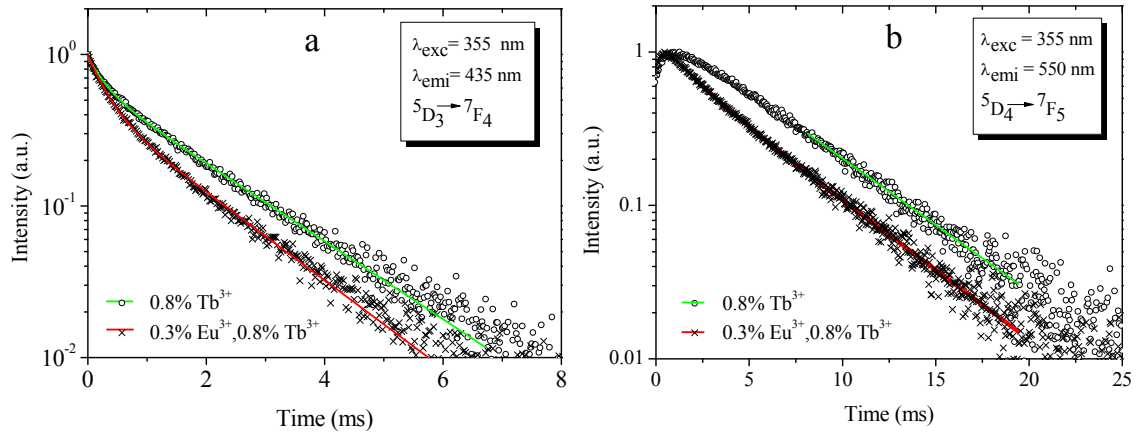 a
λexc= 355 nm
λemi= 435 nm
⁵D₃→⁷F₄
10⁰
10⁻¹
10⁻²
Intensity (a.u.)
0.8% Tb³⁺
0.3% Eu³⁺,0.8% Tb³⁺
0 2 4 6 8
Time (ms)
b
λexc= 355 nm
λemi= 550 nm
⁵D₄→⁷F₅
1
0.1
0.01
Intensity (a.u.)
0.8% Tb³⁺
0.3% Eu³⁺,0.8% Tb³⁺
0 5 10 15 20 25
Time (ms)